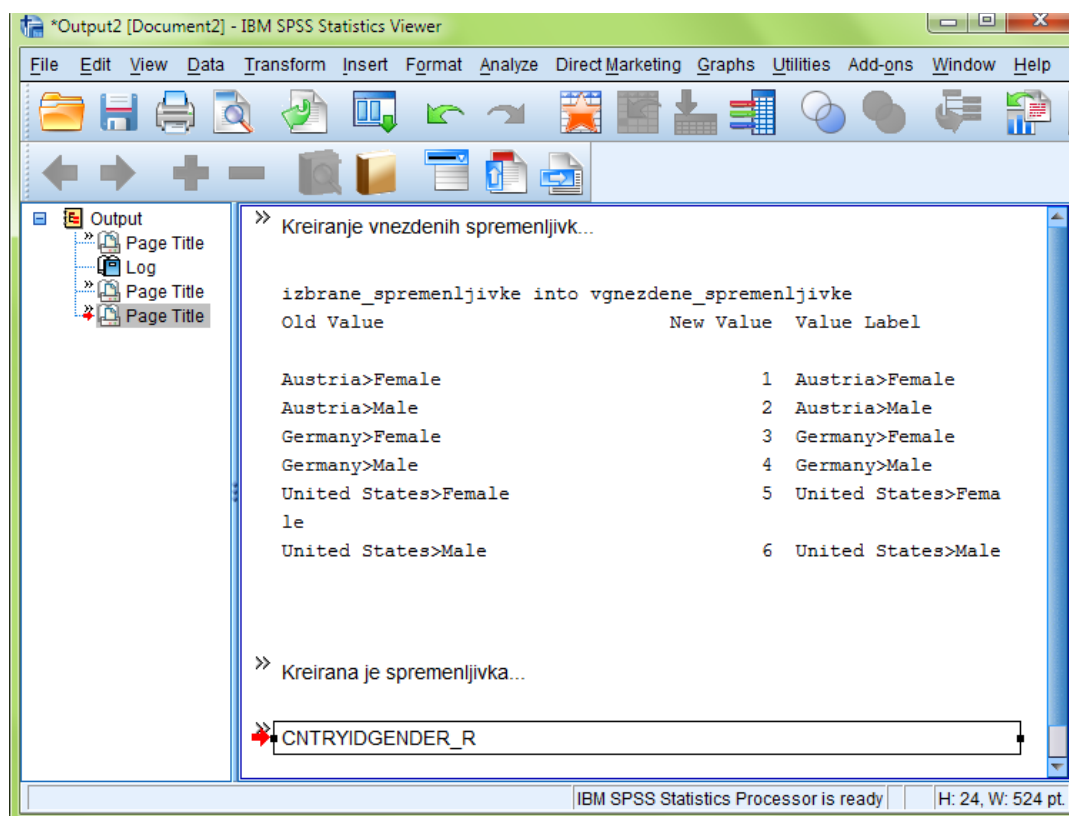 *Output2 [Document2] - IBM SPSS Statistics Viewer
File Edit View Data Transform Insert Format Analyze Direct Marketing Graphs Utilities Add-ons Window Help
Output
Page Title
Log
Page Title
Page Title
Kreiranje vnezdenih spremenljivk...
izbrane_spremenljivke into vgnezdene_spremenljivke
Old Value New Value Value Label
Austria>Female 1 Austria>Female
Austria>Male 2 Austria>Male
Germany>Female 3 Germany>Female
Germany>Male 4 Germany>Male
United States>Female 5 United States>Fema
le
United States>Male 6 United States>Male
Kreirana je spremenljivka...
CNTRYIDGENDER_R
IBM SPSS Statistics Processor is ready H: 24, W: 524 pt.